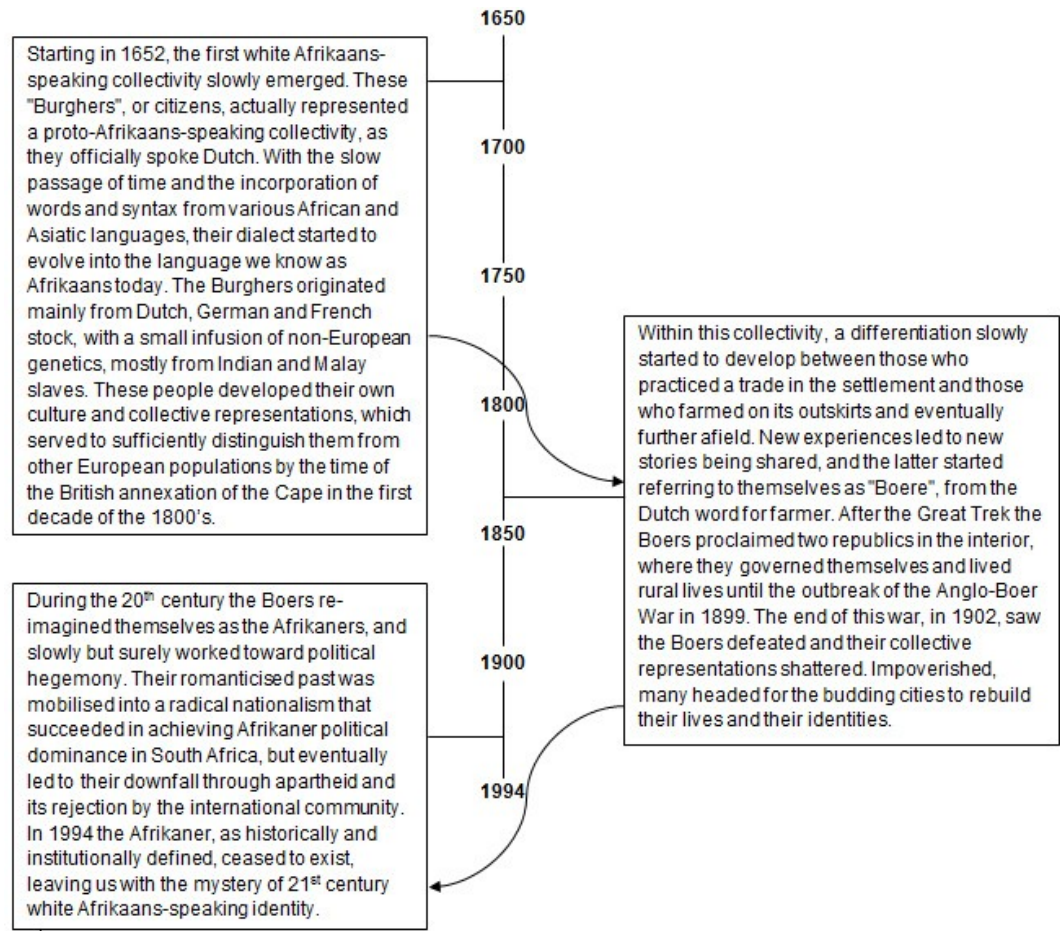 1650
Starting in 1652, the first white Afrikaans-
speaking collectivity slowly emerged. These
"Burghers", or citizens, actually represented
a proto-Afrikaans-speaking collectivity, as
they officially spoke Dutch. With the slow
passage of time and the incorporation of
words and syntax from various African and
Asiatic languages, their dialect started to
evolve into the language we know as
Afrikaans today. The Burghers originated
mainly from Dutch, German and French
stock, with a small infusion of non-European
genetics, mostly from Indian and Malay
slaves. These people developed their own
culture and collective representations, which
served to sufficiently distinguish them from
other European populations by the time of
the British annexation of the Cape in the first
decade of the 1800's.
1700
1750
1800
Within this collectivity, a differentiation slowly
started to develop between those who
practiced a trade in the settlement and those
who farmed on its outskirts and eventually
further afield. New experiences led to new
stories being shared, and the latter started
referring to themselves as "Boere", from the
Dutch word for farmer. After the Great Trek the
Boers proclaimed two republics in the interior,
where they governed themselves and lived
rural lives until the outbreak of the Anglo-Boer
War in 1899. The end of this war, in 1902, saw
the Boers defeated and their collective
representations shattered. Impoverished,
many headed for the budding cities to rebuild
their lives and their identities.
1850
1900
During the 20th century the Boers re-
imagined themselves as the Afrikaners, and
slowly but surely worked toward political
hegemony. Their romanticised past was
mobilised into a radical nationalism that
succeeded in achieving Afrikaner political
dominance in South Africa, but eventually
led to their downfall through apartheid and
its rejection by the international community.
In 1994 the Afrikaner, as historically and
institutionally defined, ceased to exist,
leaving us with the mystery of 21st century
white Afrikaans-speaking identity.
1994